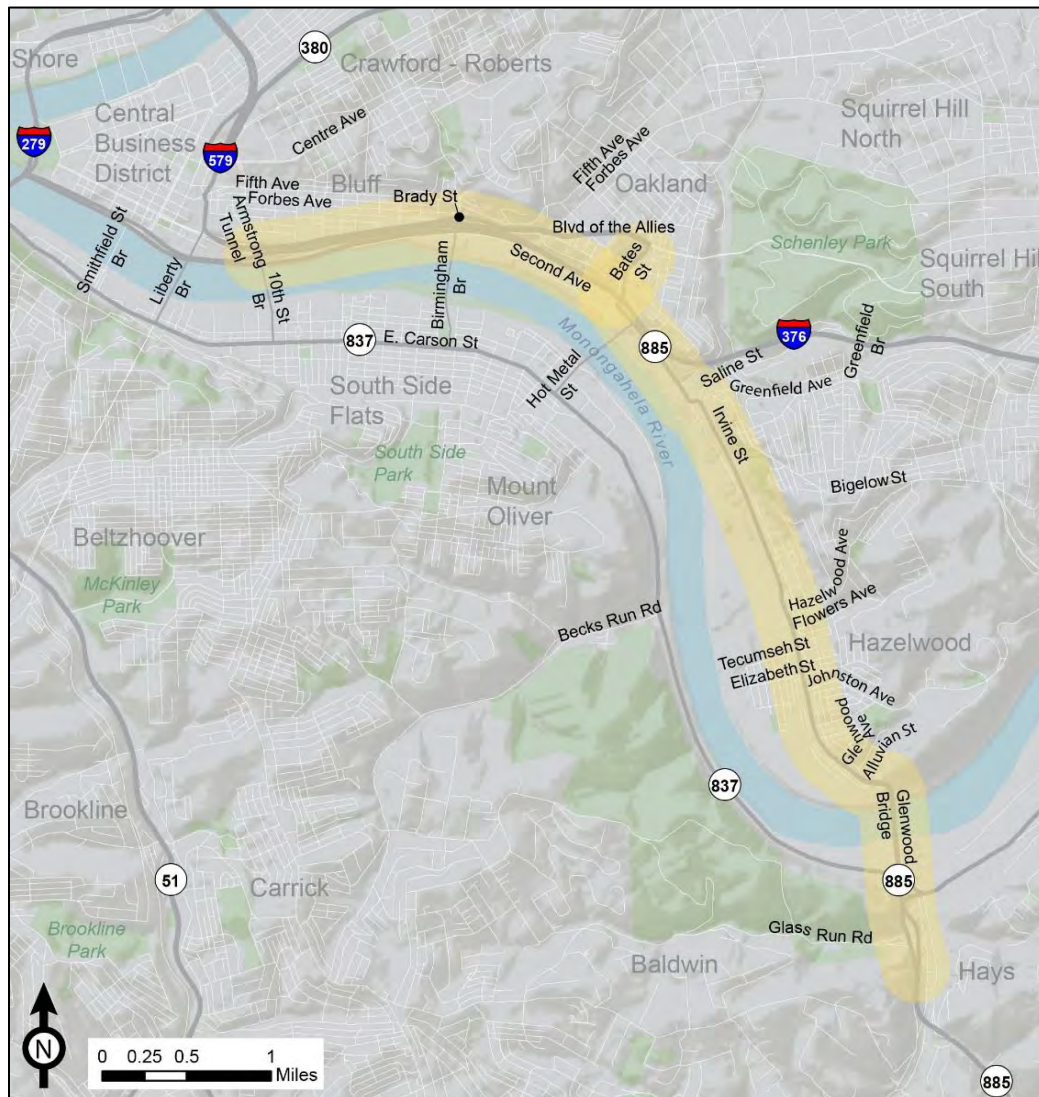 Shore
380
Crawford - Roberts
Central
Business
District
279
579
Centre Ave
Squirrel Hill
North
Fifth Ave
Forbes Ave
Oakland
Fifth Ave
Forbes Ave
Bluff
Brady St
Armstrong
Tunnel
Blvd of the Allies
Schenley Park
Squirrel Hil
South
Smithfield St
Br
Liberty
Br
10th St
Br
Birmingham
Br
Second Ave
Bates
St
837
E. Carson St
885
376
Saline St
Greenfield
Br
Greenfield Ave
Monongahela River
Hot Metal
St
South Side
Flats
Irvine St
South Side
Park
Mount
Oliver
Bigelow St
Beltzhoover
McKinley
Park
Hazelwood Ave
Flowers Ave
Becks Run Rd
Hazelwood
Tecumseh St
Elizabeth St
Johnston Ave
Glenwood
Ave
Alluvian St
837
Glenwood
Bridge
Brookline
51
Carrick
885
Brookline
Park
Glass Run Rd
Baldwin
Hays
N
0 0.25 0.5 1
Miles
885